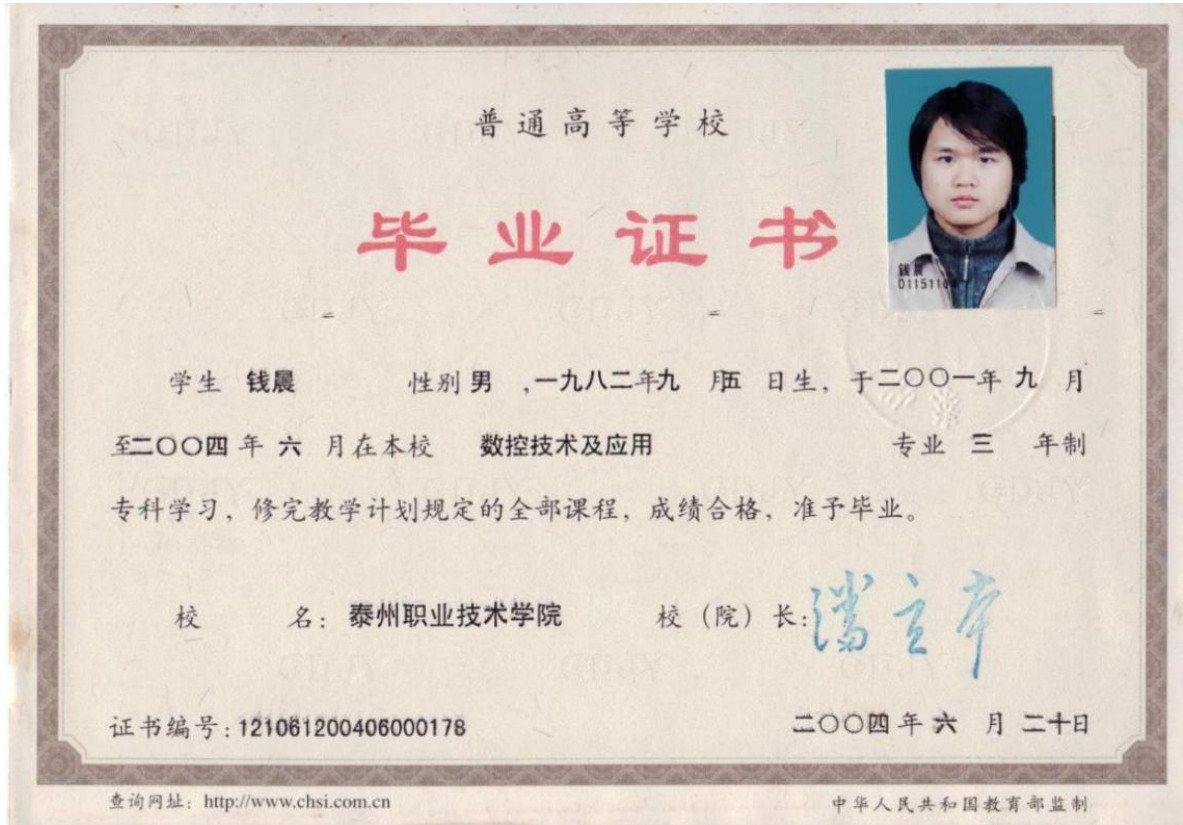 普通高等学校
毕业证书
钱晨
学生 钱晨 性别 男 ,一九八二年九 月五 日生, 于二〇〇一年 九 月
至二〇〇四 年 六 月在本校 数控技术及应用 专业 三 年制
专科学习, 修完教学计划规定的全部课程, 成绩合格, 准予毕业。
校 名: 泰州职业技术学院 校 (院) 长:
证书编号: 121061200406000178 二〇〇四 年 六 月 二十日
查询网址: http://www.chsi.com.cn 中华人民共和国教育部监制